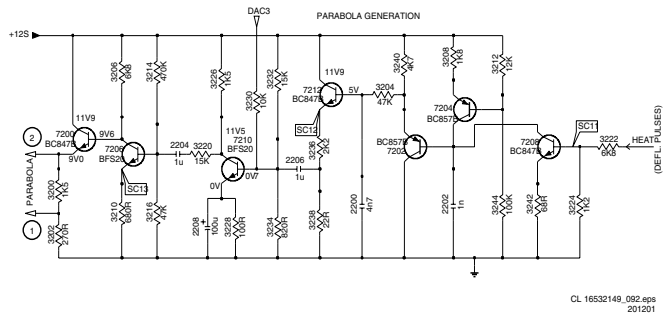 DAC3
PARABOLA GENERATION
+12S
3206
6K8
3214
470K
3226
1K5
3230
10K
3232
15K
3240
4K7
3208
1K8
3212
12K
11V9
7213
BC847B
5V
3204
47K
7204
BC857B
11V9
7200
BC847B
9V6
9V0
2
7206
BFS20
2204
1u
3220
15K
11V5
7210
BFS20
0V
0V7
SC12
3236
2K2
BC857B
7202
SC11
7208
BC847B
3222
6K8
HEAT&
(DEFL. PULSES)
PARABOLA
3200
1K5
SC13
2206
1u
2200
4n7
2202
1n
1
3202
270R
3210
680R
3216
47K
2208
100u
3228
100R
3234
820R
3238
22R
3244
100K
3242
68R
3224
1K2
CL 16532149_092.eps
201201